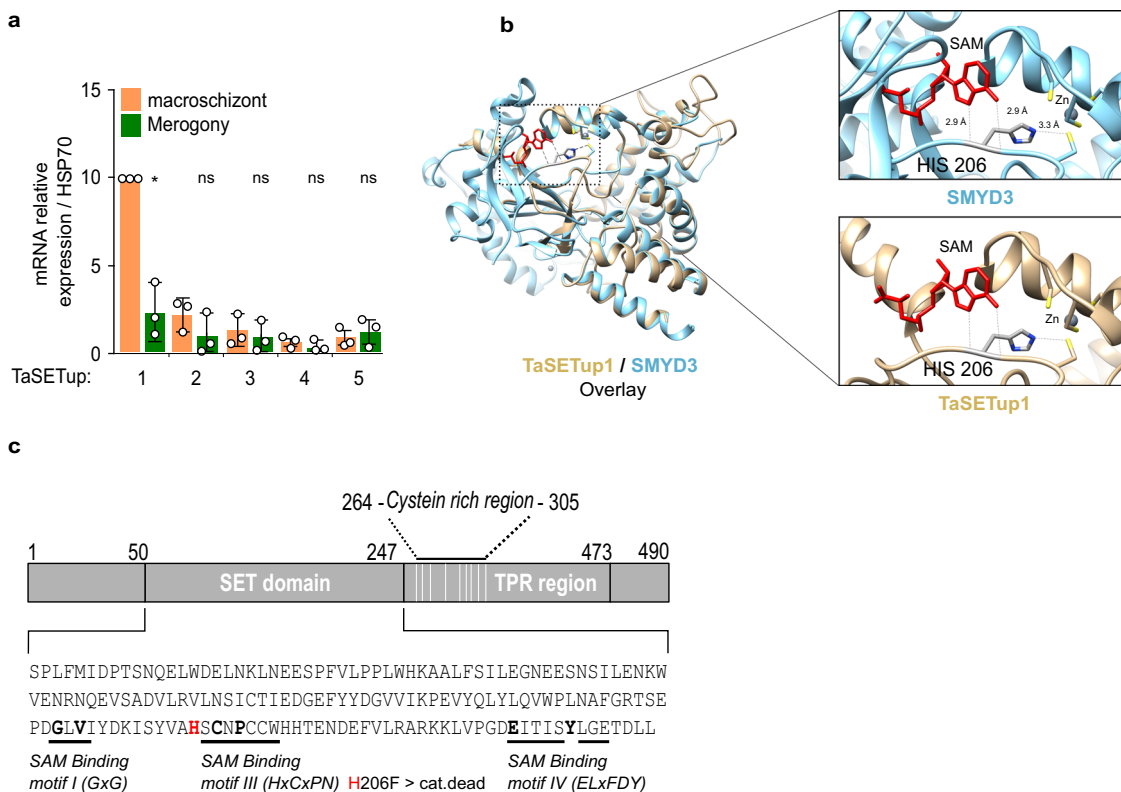 a
15
10
5
0
mRNA relative
expression / HSP70
macroschizont
Merogony
* ns ns ns ns
TaSETup: 1 2 3 4 5
b
TaSETup1 / SMYD3
Overlay
SAM
Zn
2.9 Å
2.9 Å
3.3 Å
HIS 206
SMYD3
SAM
Zn
HIS 206
TaSETup1
c
264 - Cystein rich region - 305
1 50 247 473 490
SET domain TPR region
SPLFMIDPTSNQELWDELNKLNEESPFVLPPLWHKAALFSILEGNEESNSILENKW
VENRNQEVSADVLRVLNSICTIEDGEFYYDGVVIKPEVYQLYLQVWPLNAFGRTSE
PDGLVIYDKISYVAHSCNPCCWHHTENDEFVLRARKKLVPGDEITISYLGETDLL
SAM Binding
motif I (GxG)
SAM Binding
motif III (HxCxPN) H206F > cat.dead
SAM Binding
motif IV (ELxFDY)